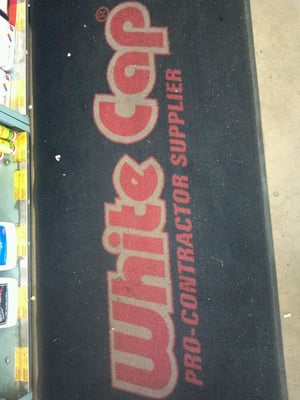 White Cap®
PRO-CONTRACTOR SUPPLIER